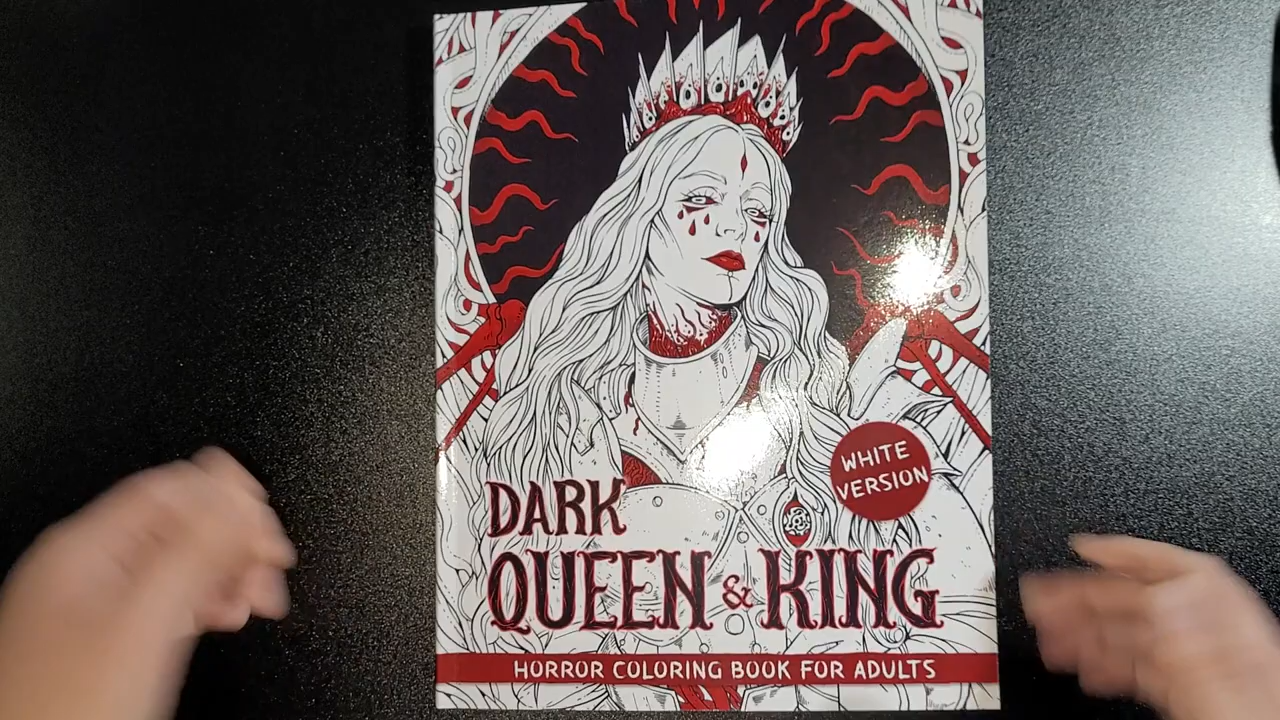 WHITE
VERSION
DARK
QUEEN & KING
HORROR COLORING BOOK FOR ADULTS